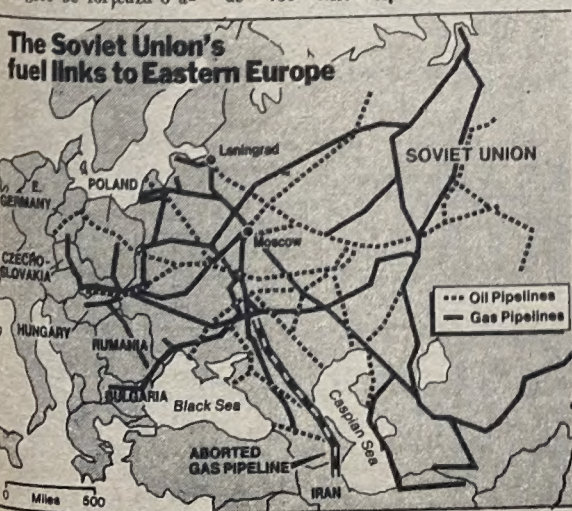 The Soviet Union's
fuel links to Eastern Europe
Leningrad
SOVIET UNION
POLAND
E.
GERMANY
Moscow
CZECHO-
SLOVAKIA
Oil Pipelines
Gas Pipelines
HUNGARY
RUMANIA
BULGARIA
Black Sea
Caspian Sea
ABORTED
GAS PIPELINE
IRAN
0 Miles 500